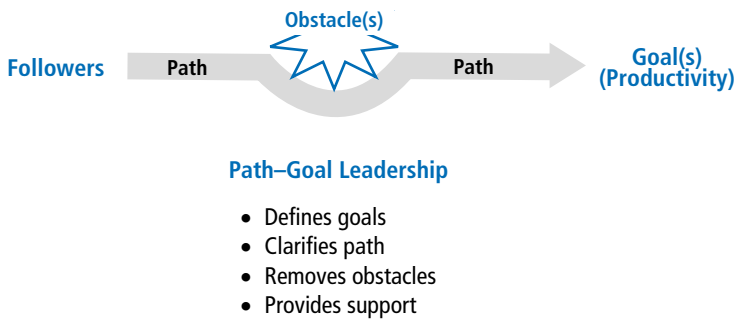 Obstacle(s)
Followers
Path
Path
Goal(s)
(Productivity)
Path–Goal Leadership
• Defines goals
• Clarifies path
• Removes obstacles
• Provides support